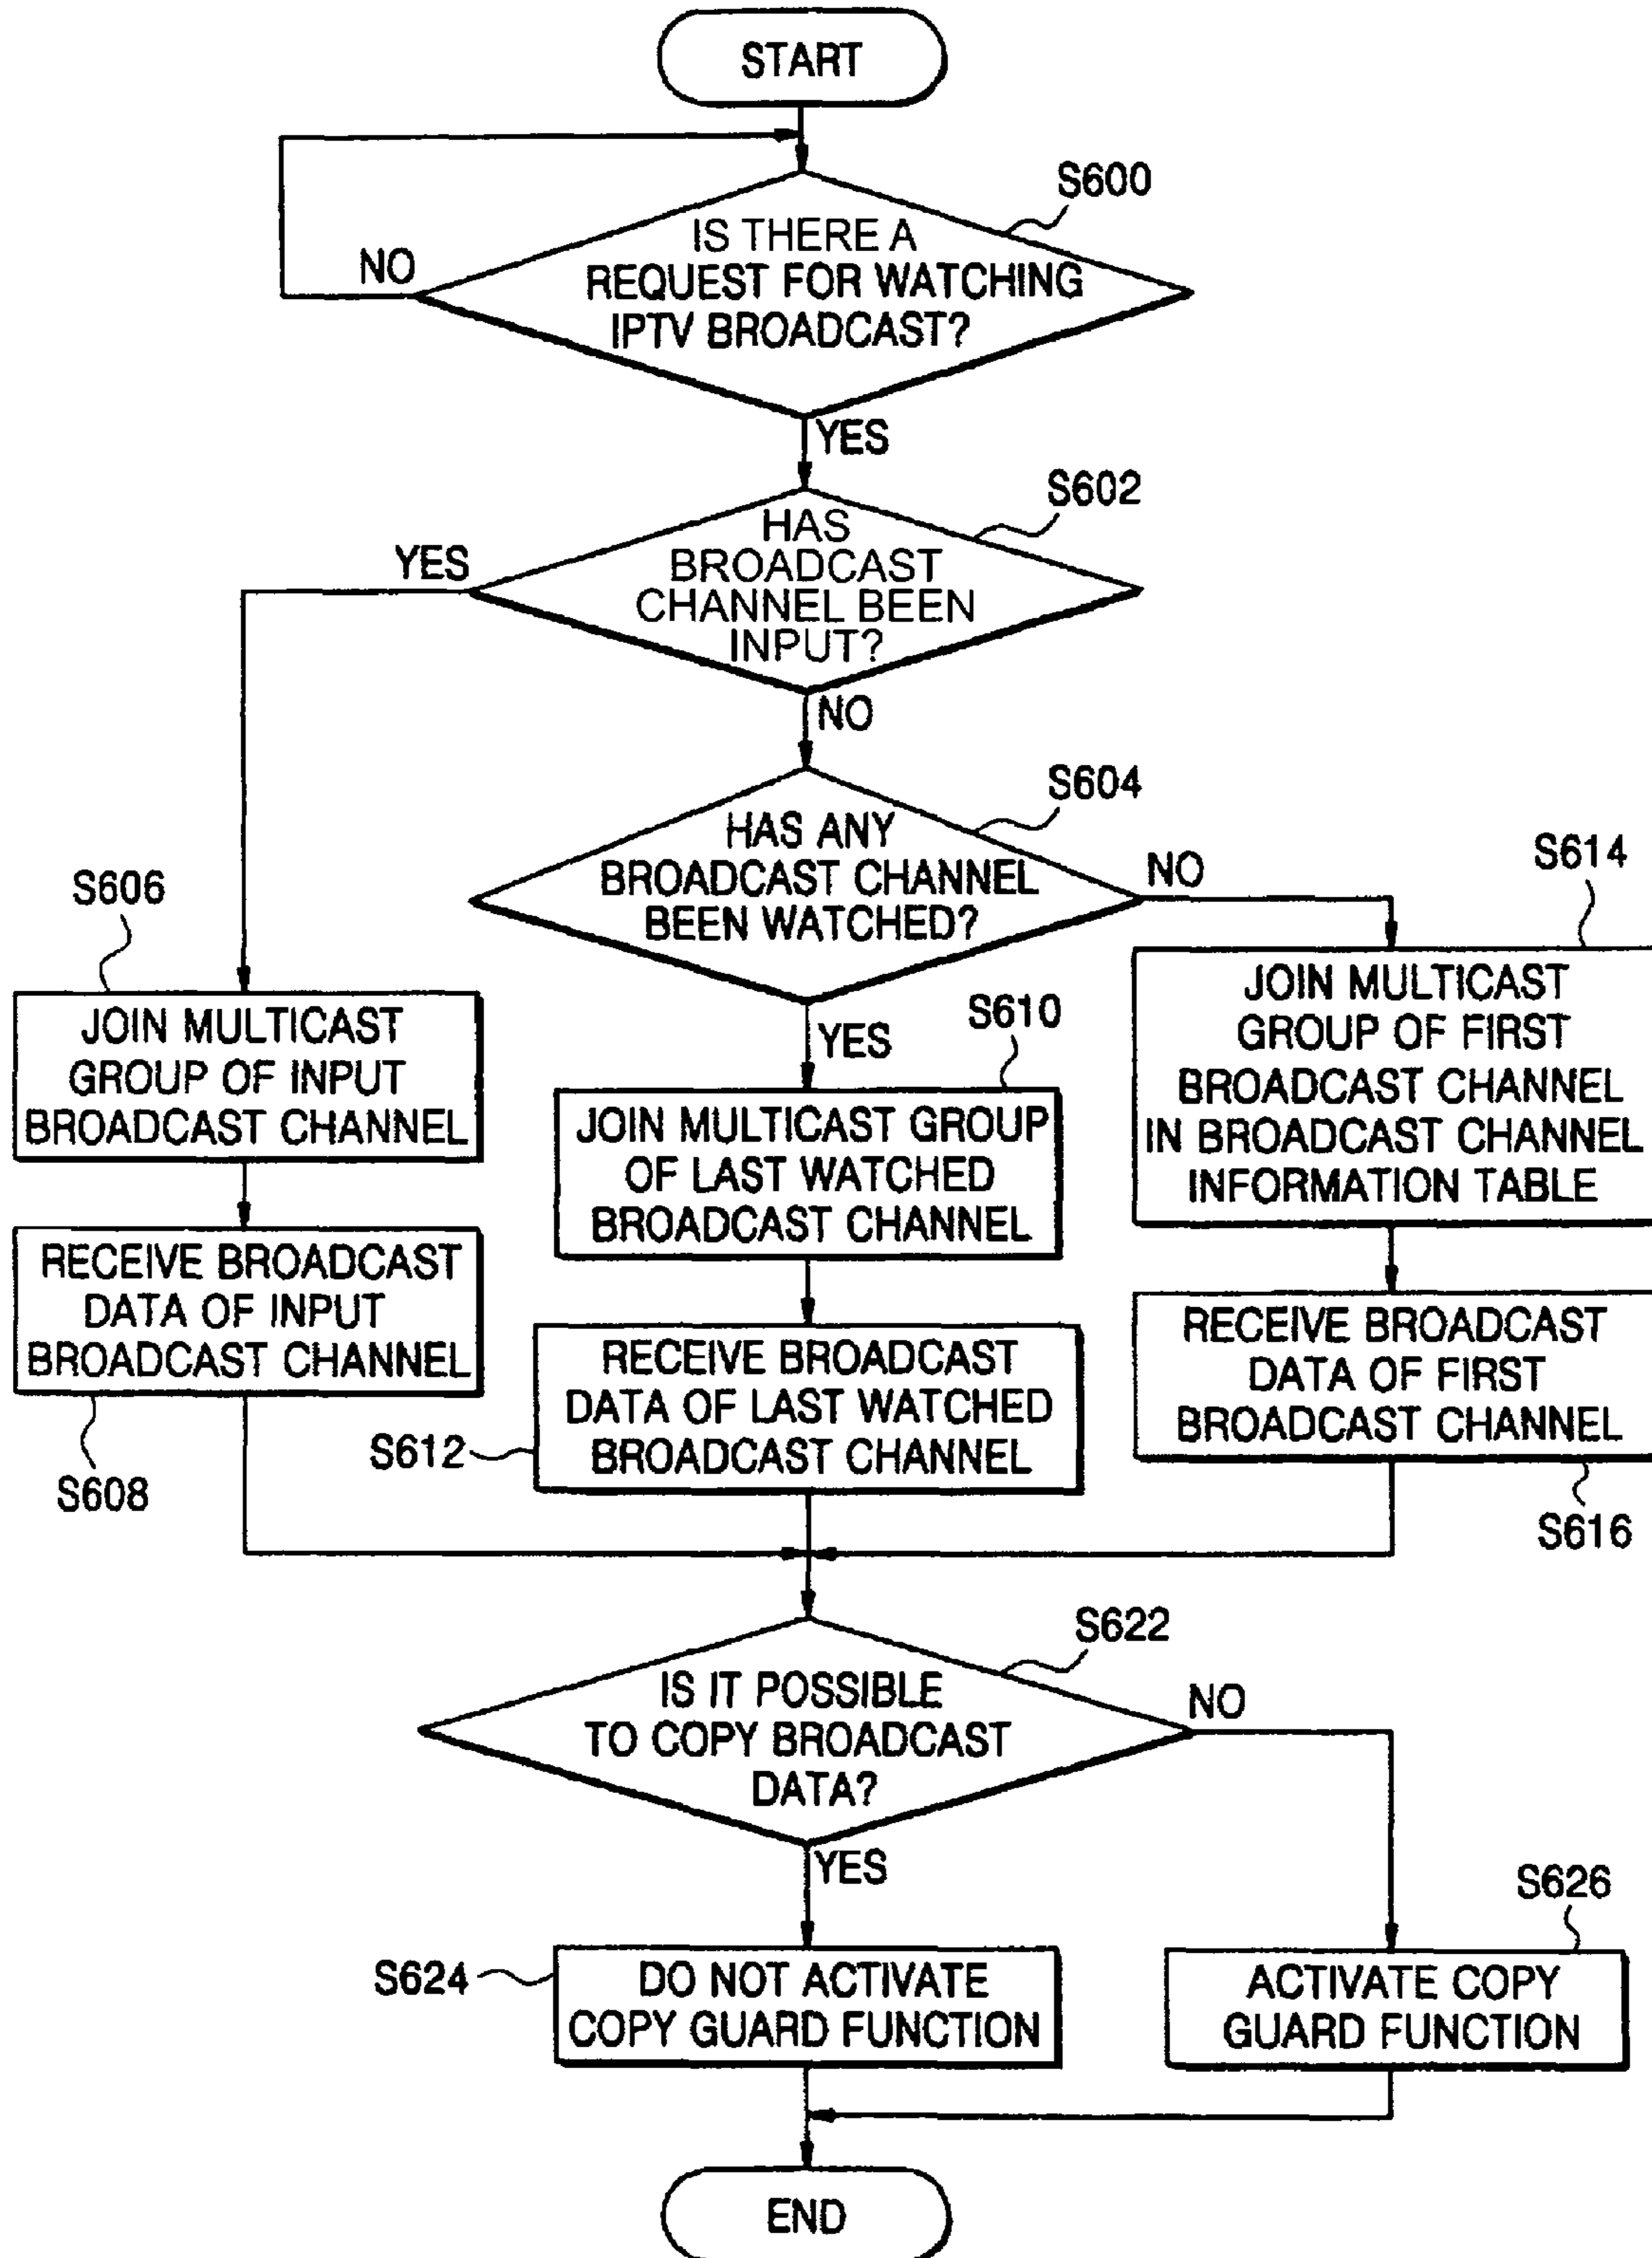 START
S600
IS THERE A
REQUEST FOR WATCHING
IPTV BROADCAST?
NO
YES
S602
HAS
BROADCAST
CHANNEL BEEN
INPUT?
YES
NO
S604
HAS ANY
BROADCAST CHANNEL
BEEN WATCHED?
NO
YES
S606
JOIN MULTICAST
GROUP OF INPUT
BROADCAST CHANNEL
RECEIVE BROADCAST
DATA OF INPUT
BROADCAST CHANNEL
S608
S610
JOIN MULTICAST GROUP
OF LAST WATCHED
BROADCAST CHANNEL
RECEIVE BROADCAST
DATA OF LAST WATCHED
BROADCAST CHANNEL
S612
S614
JOIN MULTICAST
GROUP OF FIRST
BROADCAST CHANNEL
IN BROADCAST CHANNEL
INFORMATION TABLE
RECEIVE BROADCAST
DATA OF FIRST
BROADCAST CHANNEL
S616
S622
IS IT POSSIBLE
TO COPY BROADCAST
DATA?
NO
YES
S624
DO NOT ACTIVATE
COPY GUARD FUNCTION
S626
ACTIVATE COPY
GUARD FUNCTION
END